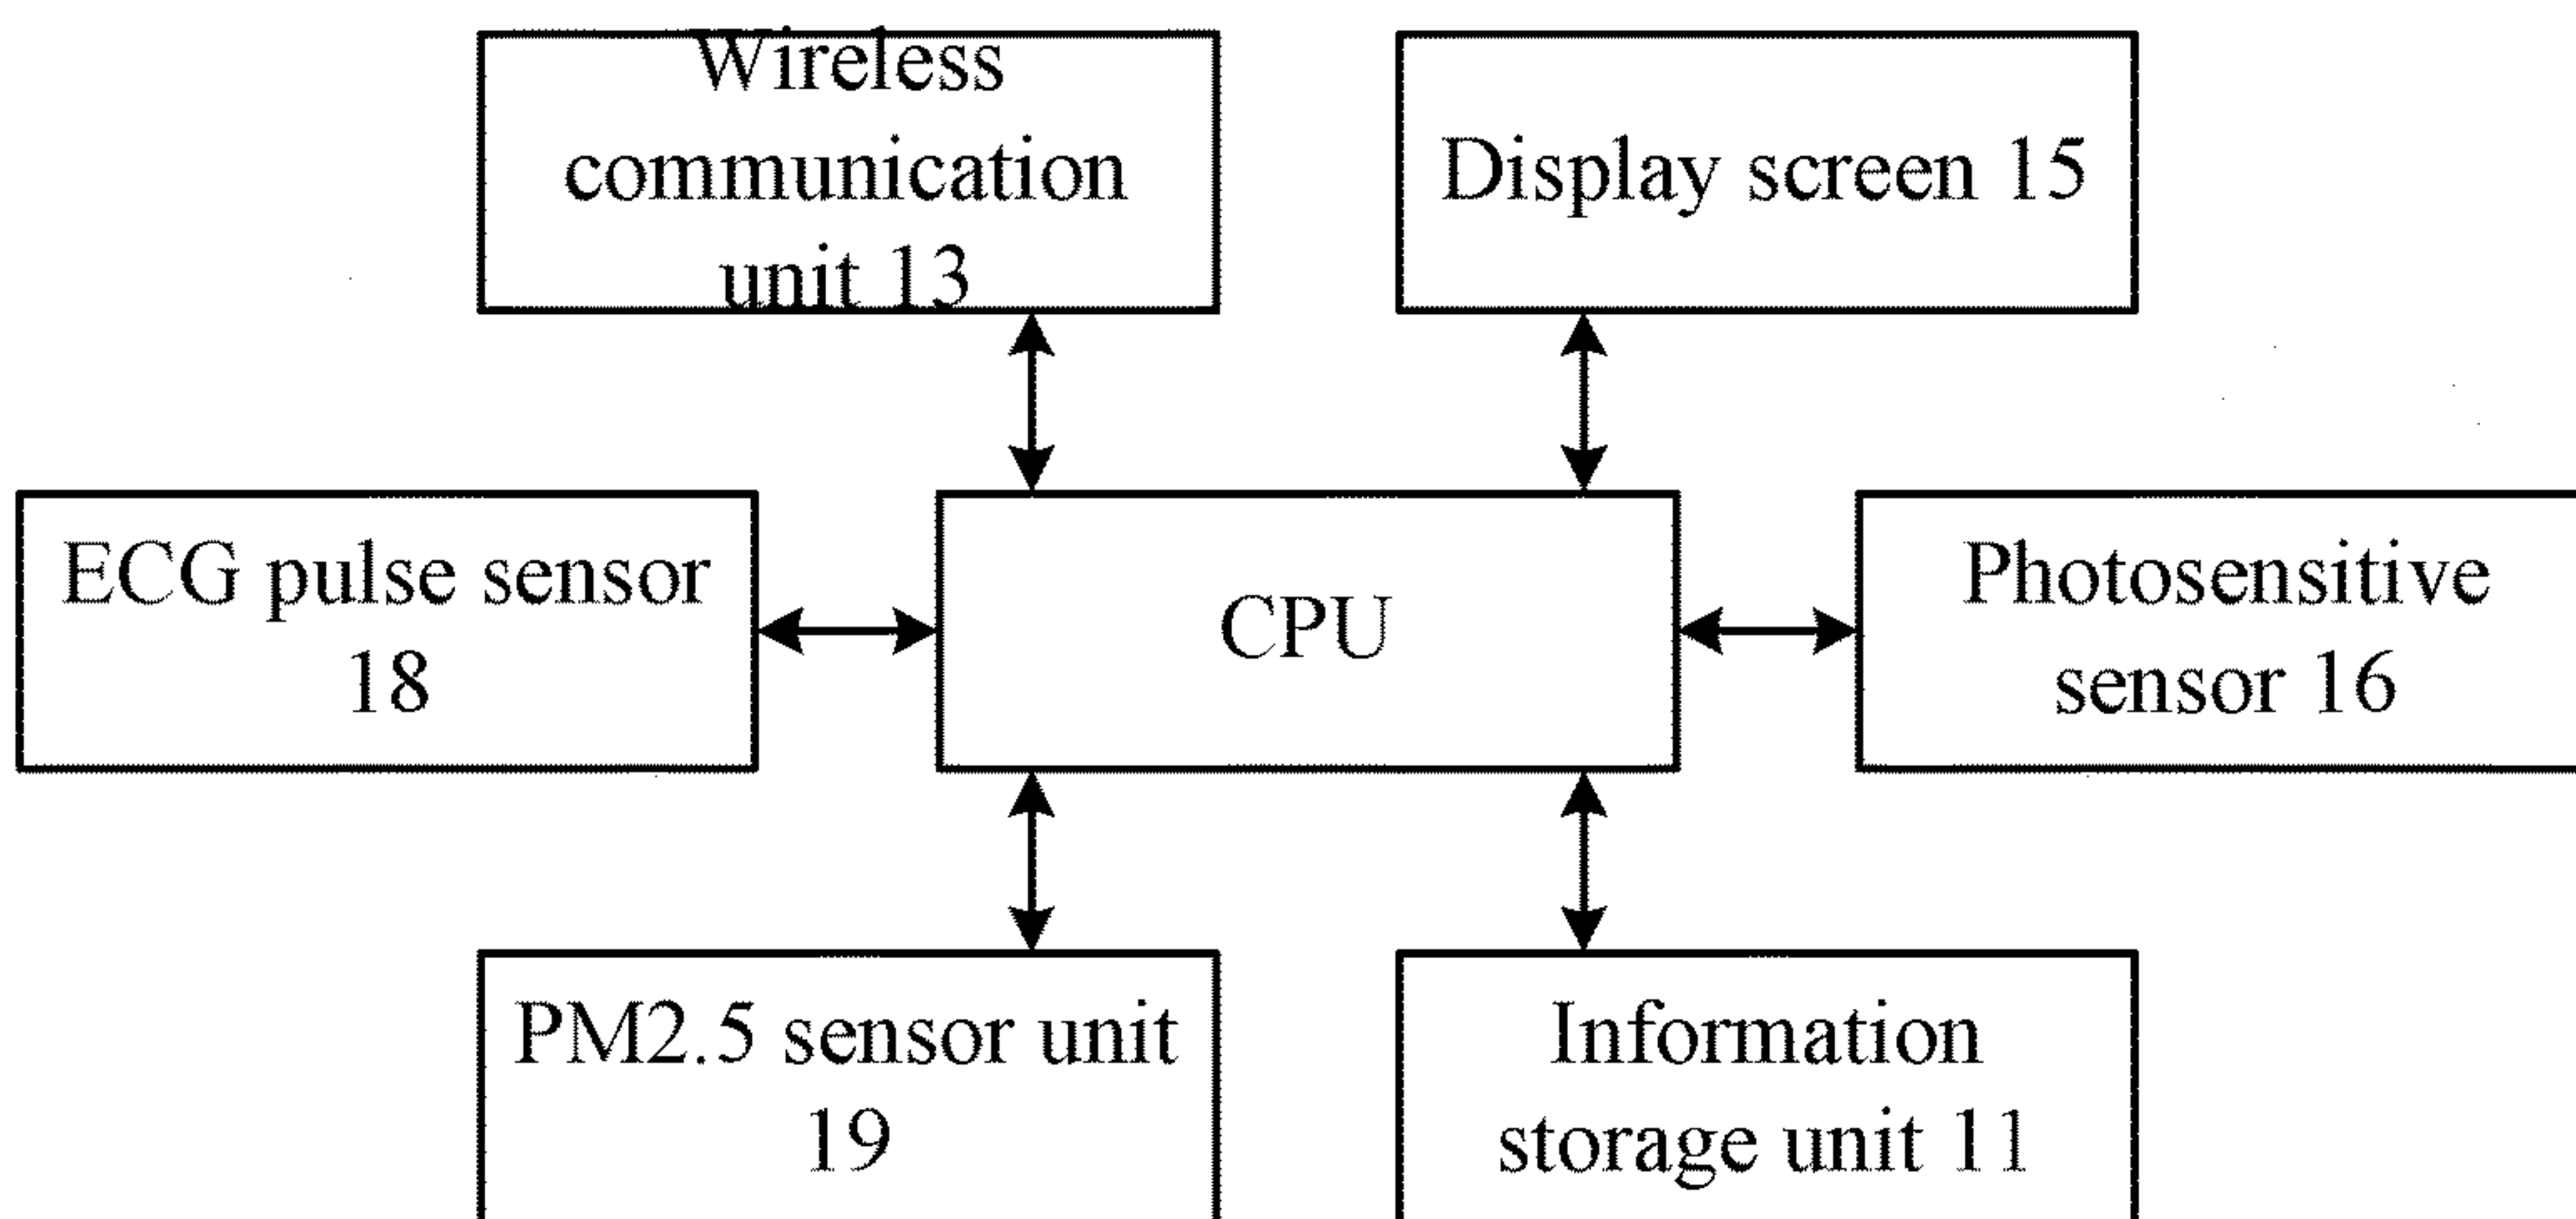 Wireless
communication
unit 13
Display screen 15
ECG pulse sensor
18
CPU
Photosensitive
sensor 16
PM2.5 sensor unit
19
Information
storage unit 11